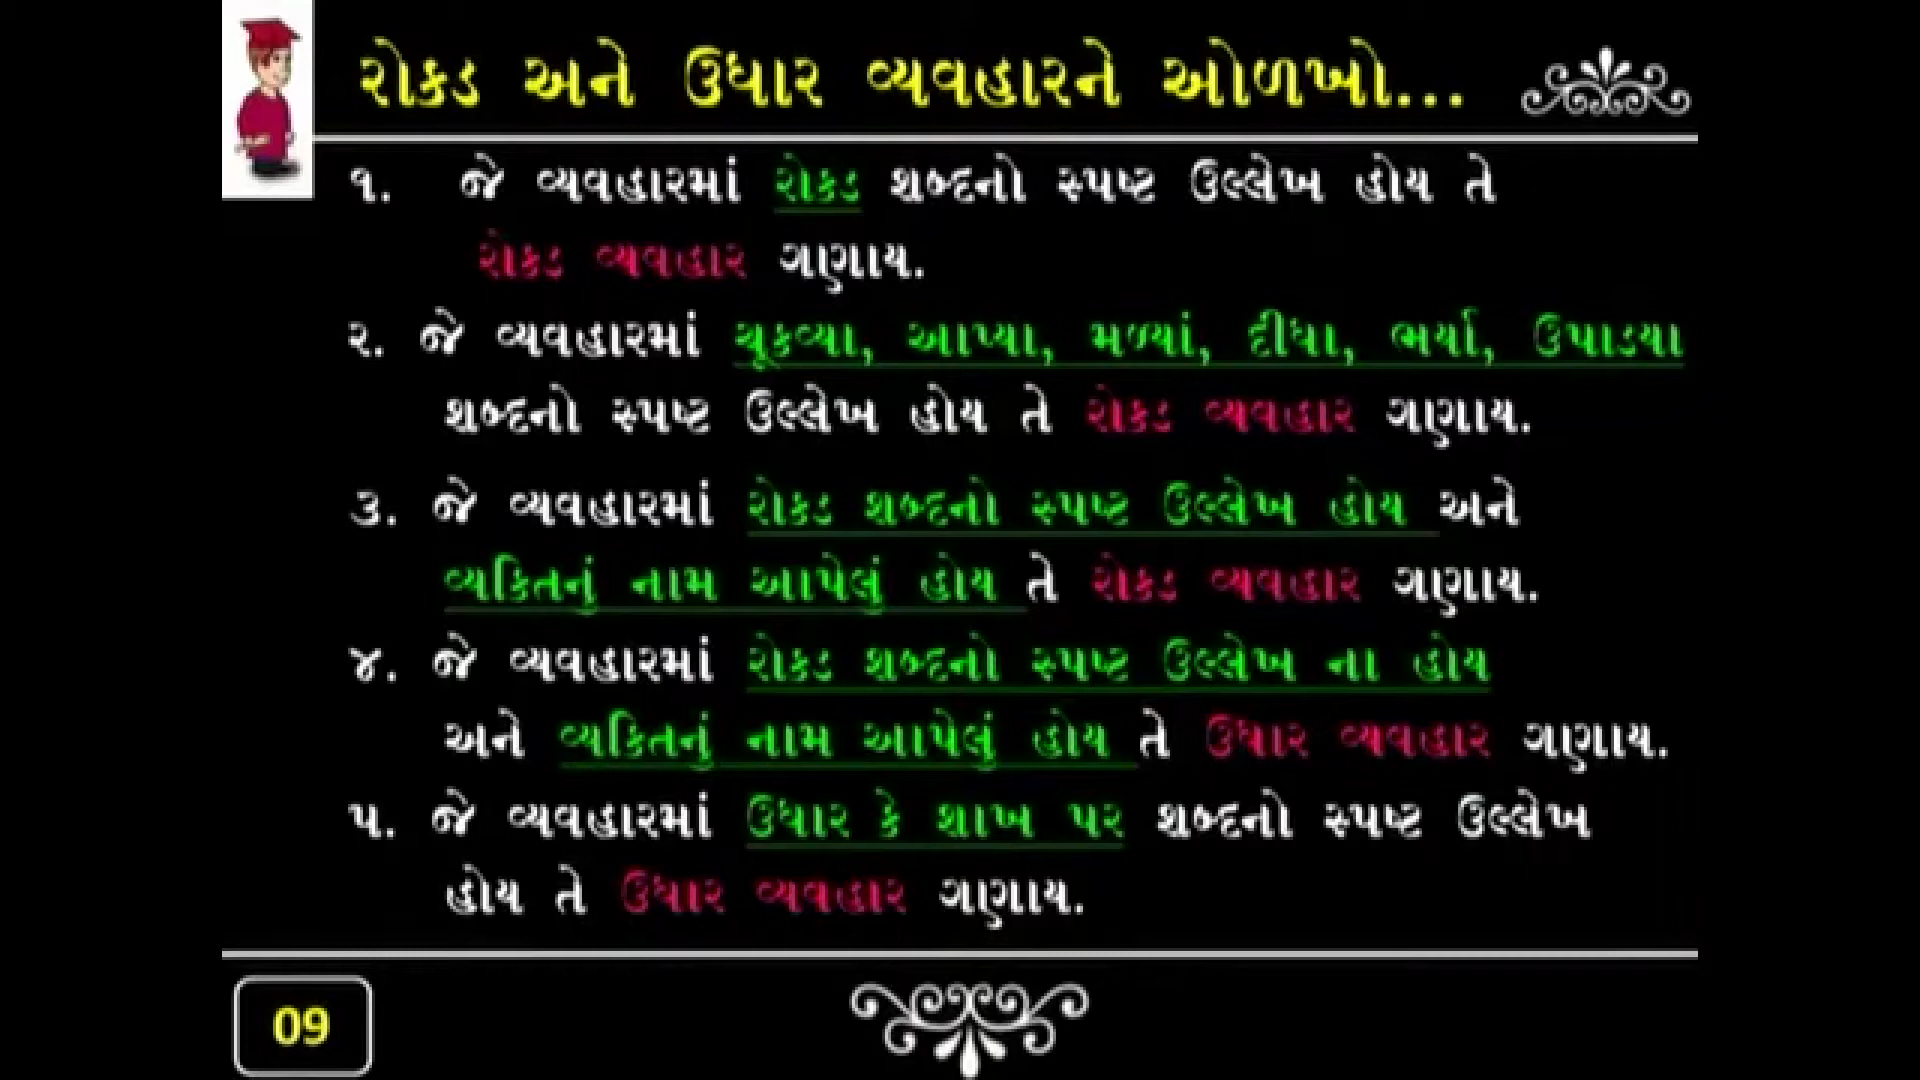 રોકડ અને ઉધાર વ્યવહારને ઓળખો...
૧. જે વ્યવહારમાં રોકડ શબ્દનો સ્પષ્ટ ઉલ્લેખ હોય તે
રોકડ વ્યવહાર ગણાય.
ર. જે વ્યવહારમાં ચૂકવ્યા, આપ્યા, મળ્યાં, દીધા, ભર્યા, ઉપાડયા
શબ્દનો સ્પષ્ટ ઉલ્લેખ હોય તે રોકડ વ્યવહાર ગણાય.
૩. જે વ્યવહારમાં રોકડ શબ્દનો સ્પષ્ટ ઉલ્લેખ હોય અને
વ્યકિતનું નામ આપેલું હોય તે રોકડ વ્યવહાર ગણાય.
૪. જે વ્યવહારમાં રોકડ શબ્દનો સ્પષ્ટ ઉલ્લેખ ના હોય
અને વ્યકિતનું નામ આપેલું હોય તે ઉધાર વ્યવહાર ગણાય.
૫. જે વ્યવહારમાં ઉધાર કે શાખ પર શબ્દનો સ્પષ્ટ ઉલ્લેખ
હોય તે ઉધાર વ્યવહાર ગણાય.
09